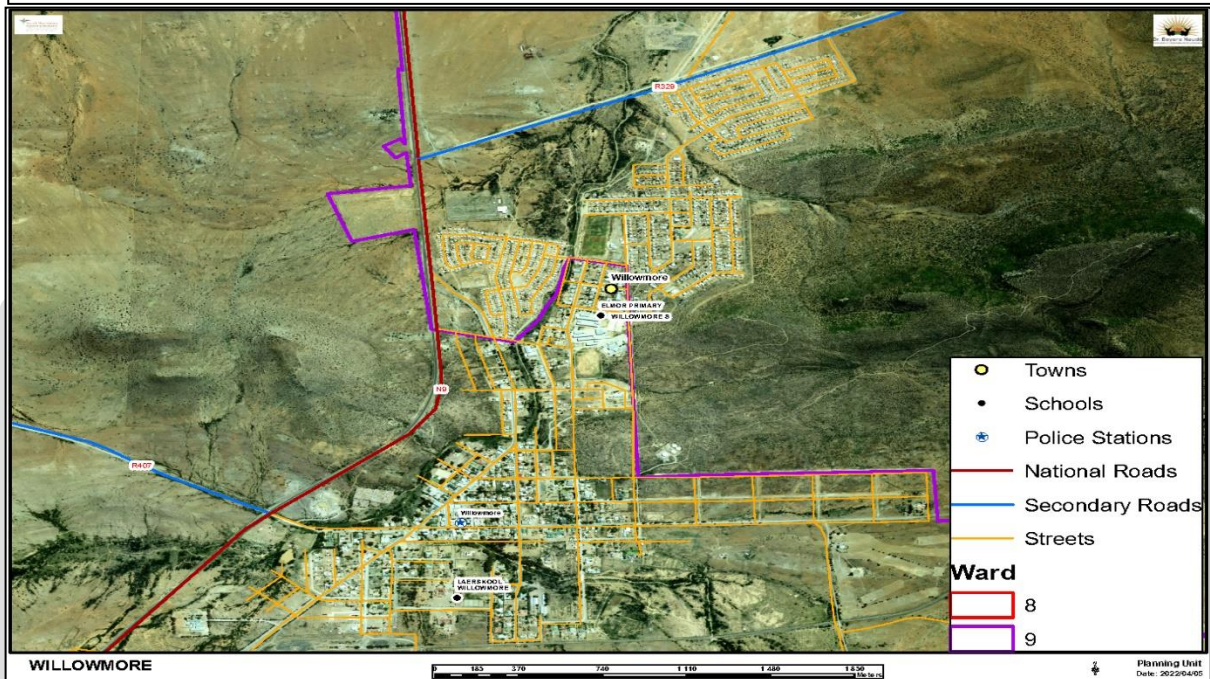 R329
Willowmore
ELMOR PRIMARY
WILLOWMORE S
N9
R407
Willowmore
LAERSKOOL
WILLOWMORE
Towns
Schools
Police Stations
National Roads
Secondary Roads
Streets
Ward
8
9
WILLOWMORE
0 185 370 740 1 110 1 480 1 850
Meters
Planning Unit
Date: 2022/04/05